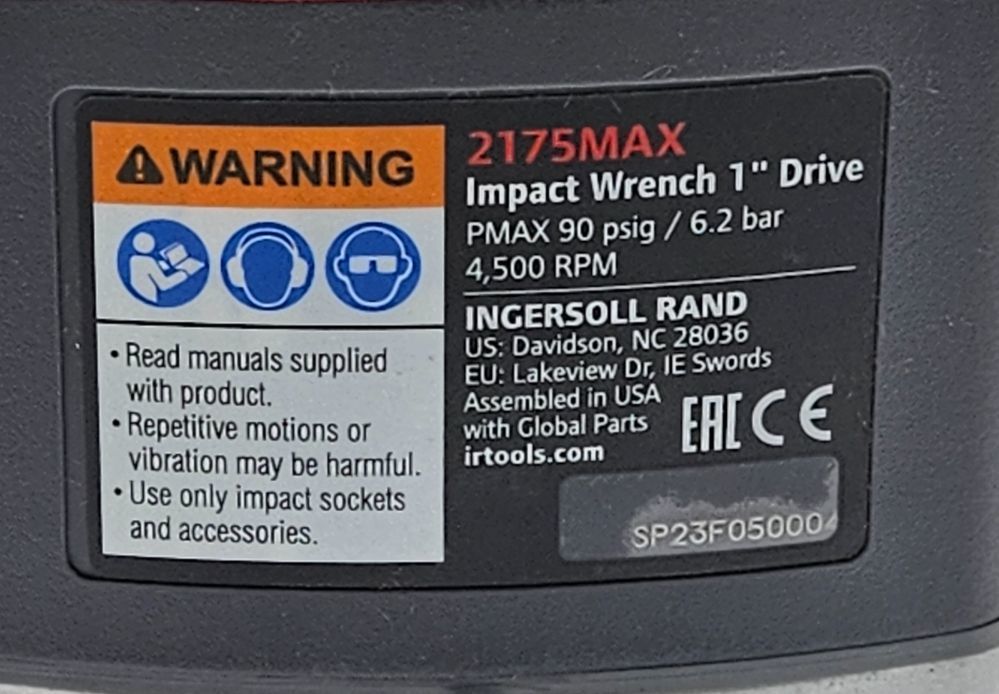 WARNING
• Read manuals supplied
with product.
• Repetitive motions or
vibration may be harmful.
• Use only impact sockets
and accessories.
2175MAX
Impact Wrench 1" Drive
PMAX 90 psig / 6.2 bar
4,500 RPM
INGERSOLL RAND
US: Davidson, NC 28036
EU: Lakeview Dr, IE Swords
Assembled in USA
with Global Parts
irtools.com
EAC CE
SP23F050004